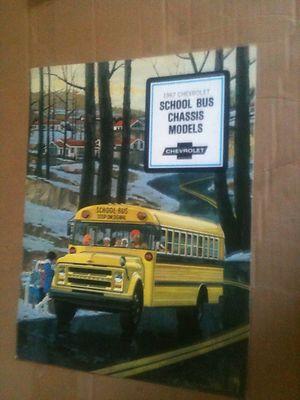 1967 CHEVROLET
SCHOOL BUS
CHASSIS
MODELS
CHEVROLET
SCHOOL BUS
STOP ON SIGNAL